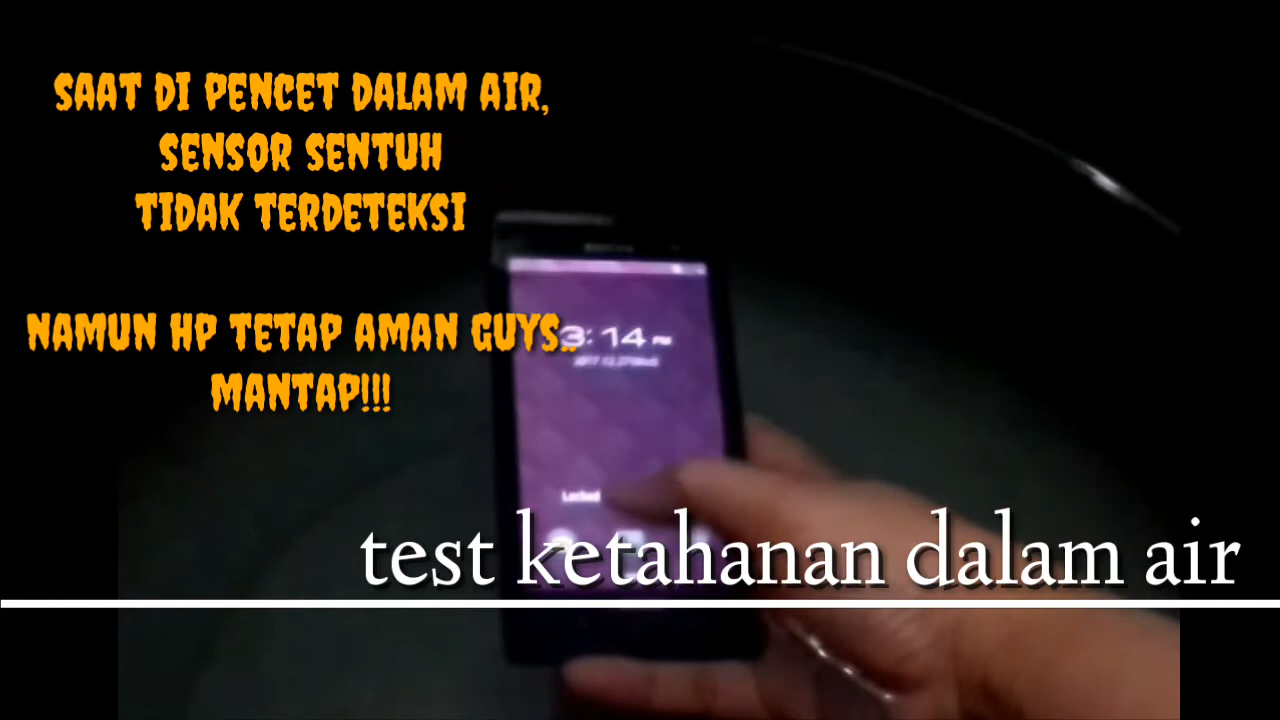 SAAT DI PENCET DALAM AIR,
SENSOR SENTUH
TIDAK TERDETEKSI
NAMUN HP TETAP AMAN GUYS..
MANTAP!!!
3:14 PM
Locked
test ketahanan dalam air